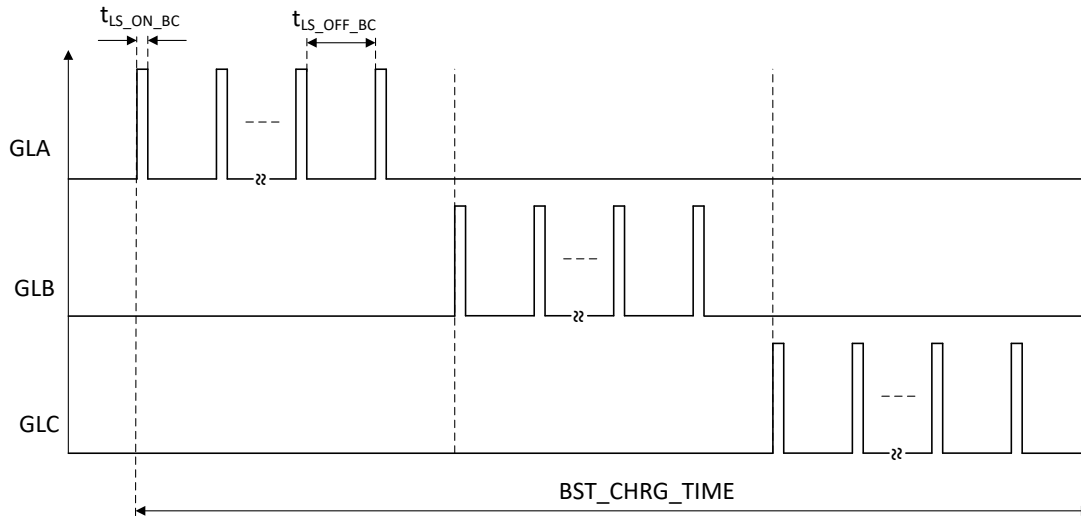 tLS_ON_BC
tLS_OFF_BC
GLA
GLB
GLC
BST_CHRG_TIME